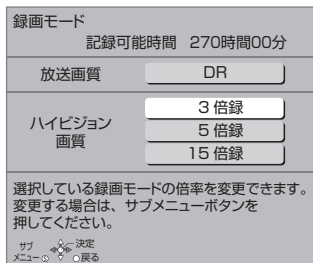 録画モード
記録可能時間 270時間00分
放送画質 DR
ハイビジョン画質
3倍録
5倍録
15倍録
選択している録画モードの倍率を変更できます。
変更する場合は、サブメニューボタンを
押してください。
サブ 決定
メニュー Ⓢ 戻る